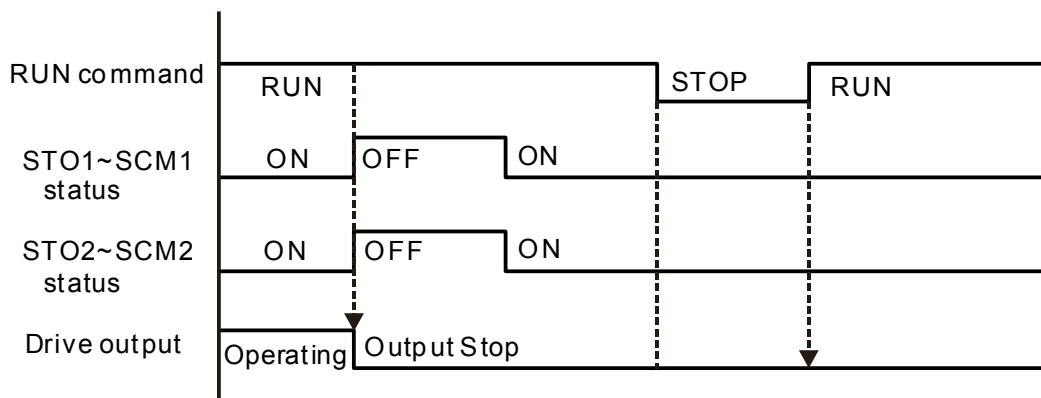 RUN command
RUN
STOP
RUN
STO1~SCM1
status
ON
OFF
ON
STO2~SCM2
status
ON
OFF
ON
Drive output
Operating
Output Stop